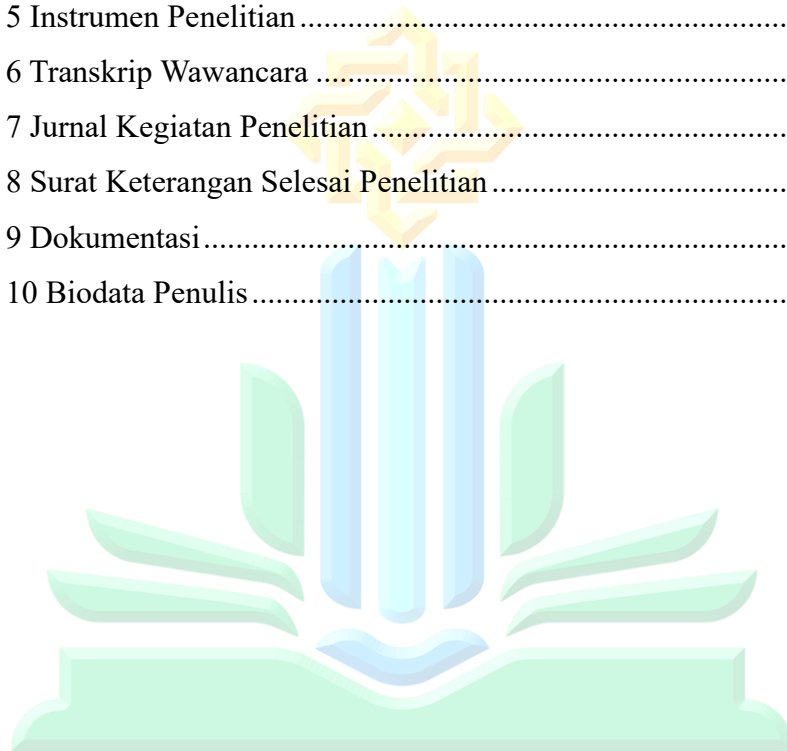 5 Instrumen Penelitian ................................................................
6 Transkrip Wawancara ..............................................................
7 Jurnal Kegiatan Penelitian .......................................................
8 Surat Keterangan Selesai Penelitian ........................................
9 Dokumentasi ............................................................................
10 Biodata Penulis ......................................................................